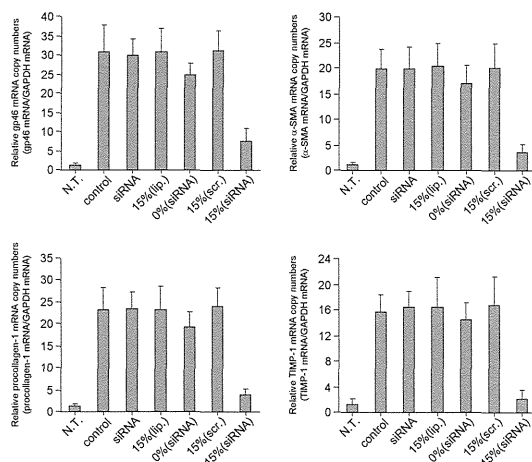 Relative gp46 mRNA copy numbers
(gp46 mRNA/GAPDH mRNA)
40
35
30
25
20
15
10
5
0
N.T.
control
siRNA
15%(lip.)
0%(siRNA)
15%(scr.)
15%(siRNA)
Relative α-SMA mRNA copy numbers
(α-SMA mRNA/GAPDH mRNA)
30
25
20
15
10
5
0
N.T.
control
siRNA
15%(lip.)
0%(siRNA)
15%(scr.)
15%(siRNA)
Relative procollagen-1 mRNA copy numbers
(procollagen-1 mRNA/GAPDH mRNA)
35
30
25
20
15
10
5
0
N.T.
control
siRNA
15%(lip.)
0%(siRNA)
15%(scr.)
15%(siRNA)
Relative TIMP-1 mRNA copy numbers
(TIMP-1 mRNA/GAPDH mRNA)
24
20
16
12
8
4
0
N.T.
control
siRNA
15%(lip.)
0%(siRNA)
15%(scr.)
15%(siRNA)